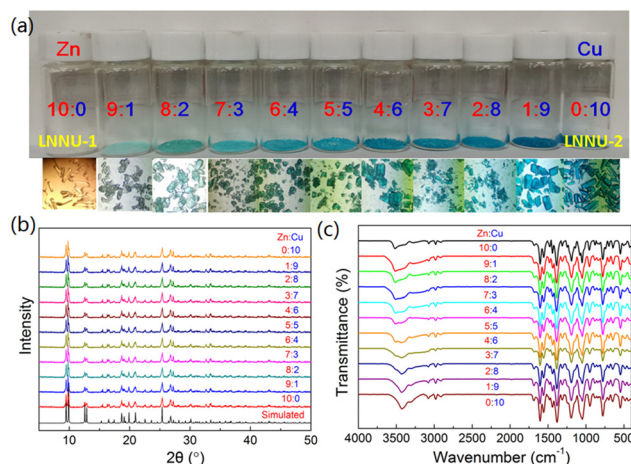 (a)
Zn Cu
10:0 9:1 8:2 7:3 6:4 5:5 4:6 3:7 2:8 1:9 0:10
LNNU-1 LNNU-2
(b)
Zn:Cu
0:10
1:9
2:8
3:7
4:6
5:5
6:4
7:3
8:2
9:1
10:0
Simulated
Intensity
10 20 30 40 50
2θ (°)
(c)
Zn:Cu
10:0
9:1
8:2
7:3
6:4
5:5
4:6
3:7
2:8
1:9
0:10
Transmittance (%)
4000 3500 3000 2500 2000 1500 1000 500
Wavenumber (cm⁻¹)